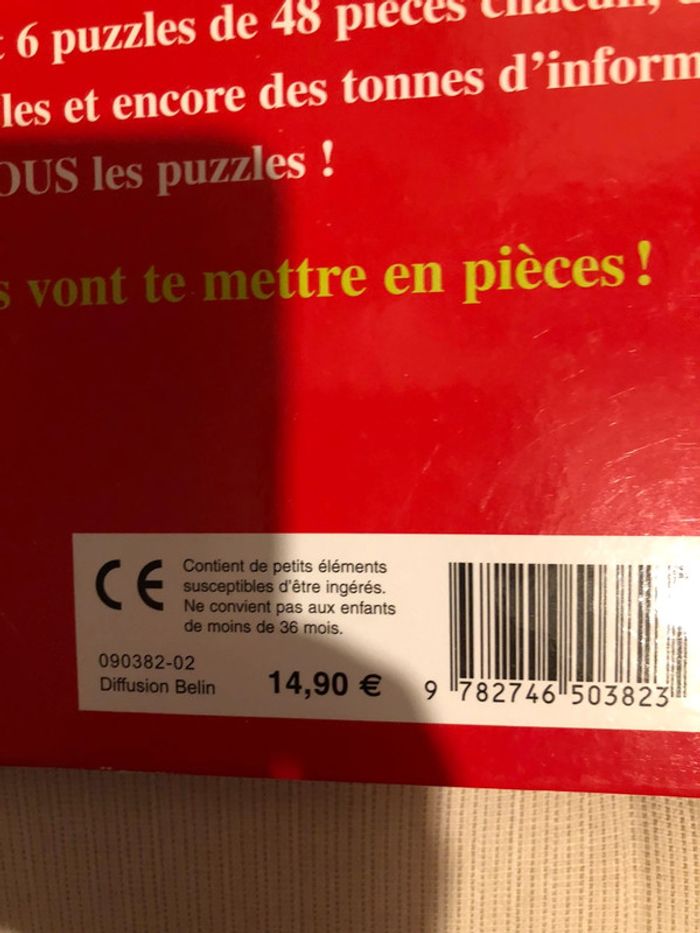 6 puzzles de 48 pièces chacun,
les et encore des tonnes d'inform
OUS les puzzles !
s vont te mettre en pièces !
CE
Contient de petits éléments
susceptibles d'être ingérés.
Ne convient pas aux enfants
de moins de 36 mois.
090382-02
Diffusion Belin
14,90 €
9 782746 503823